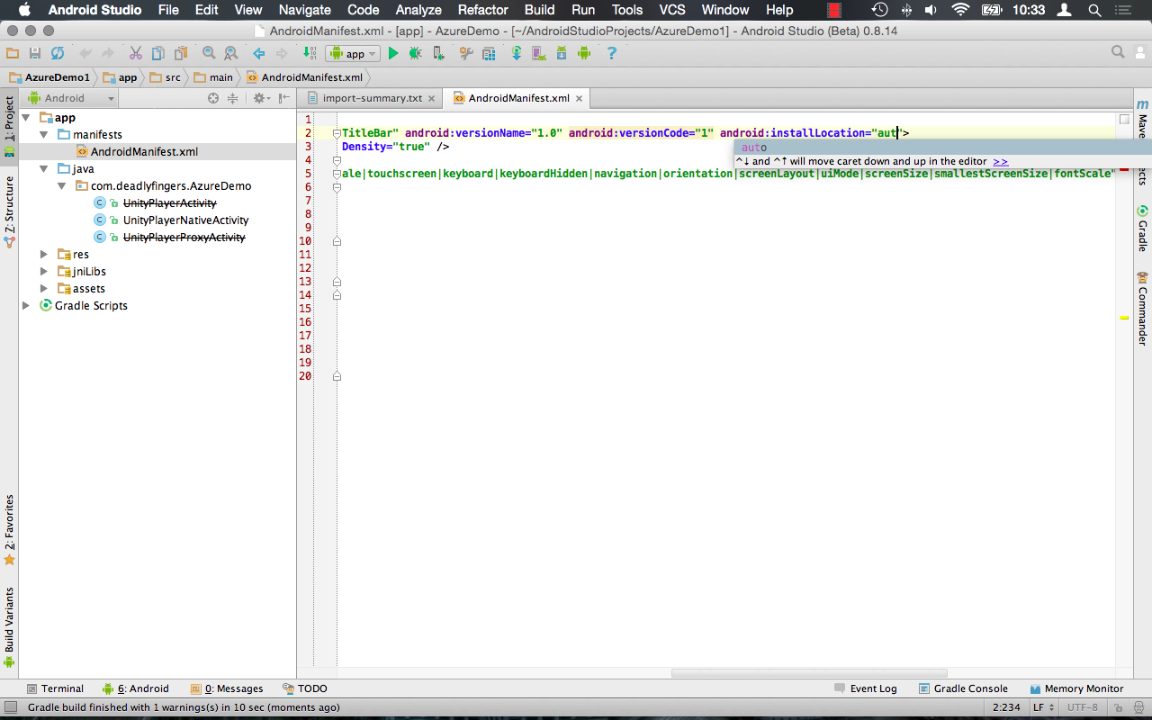 Android Studio File Edit View Navigate Code Analyze Refactor Build Run Tools VCS Window Help 10:33
AndroidManifest.xml - [app] - AzureDemo - [~/AndroidStudioProjects/AzureDemo1] - Android Studio (Beta) 0.8.14
app
AzureDemo1 app src main AndroidManifest.xml
Android import-summary.txt AndroidManifest.xml
1: Project
2: Structure
2: Favorites
Build Variants
app
manifests
AndroidManifest.xml
java
com.deadlyfingers.AzureDemo
UnityPlayerActivity
UnityPlayerNativeActivity
UnityPlayerProxyActivity
res
jniLibs
assets
Gradle Scripts
1
2 TitleBar" android:versionName="1.0" android:versionCode="1" android:installLocation="aut">
3 Density="true" />
auto
4
^↓ and ^↑ will move caret down and up in the editor >>
5 ale|touchscreen|keyboard|keyboardHidden|navigation|orientation|screenLayout|uiMode|screenSize|smallestScreenSize|fontScale"
6
7
8
9
10
11
12
13
14
15
16
17
18
19
20
Gradle
Commander
Terminal 6: Android 0: Messages TODO Event Log Gradle Console Memory Monitor
Gradle build finished with 1 warnings(s) in 10 sec (moments ago) 2:234 LF UTF-8